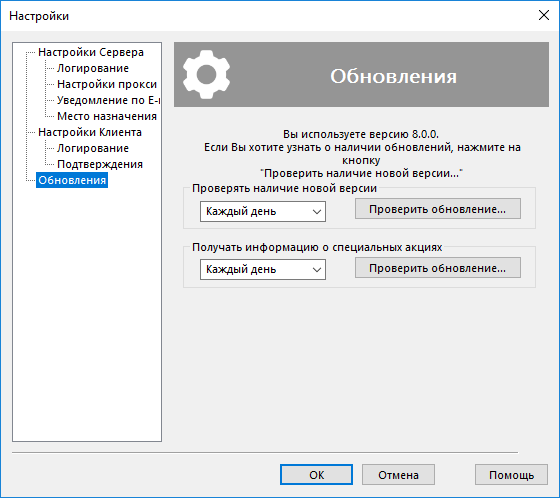 Настройки
Настройки Сервера
Логирование
Настройки прокси
Уведомление по E-
Место назначения
Настройки Клиента
Логирование
Подтверждения
Обновления
Обновления
Вы используете версию 8.0.0.
Если Вы хотите узнать о наличии обновлений, нажмите на
кнопку
"Проверить наличие новой версии..."
Проверять наличие новой версии
Каждый день
Проверить обновление...
Получать информацию о специальных акциях
Каждый день
Проверить обновление...
OK
Отмена
Помощь